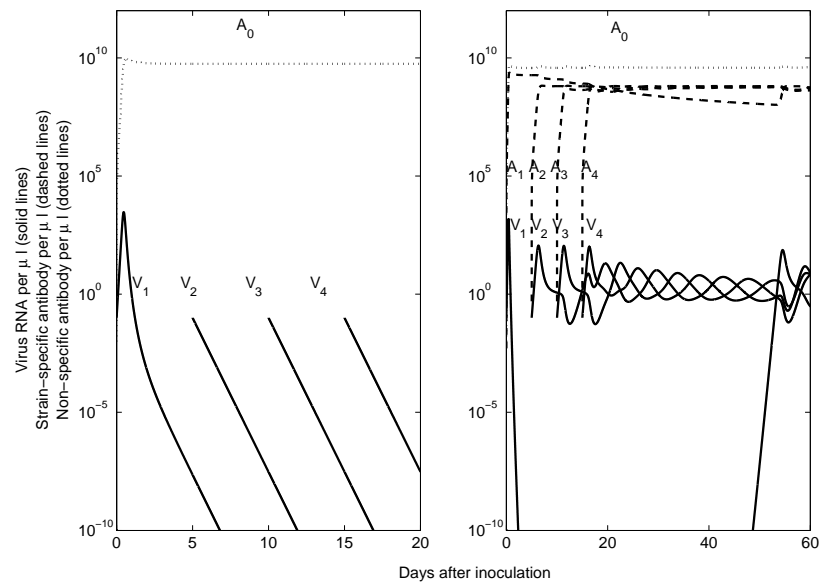 Virus RNA per μ l (solid lines)
Strain−specific antibody per μ l (dashed lines)
Non−specific antibody per μ l (dotted lines)
A0
10^10
10^5
10^0
10^−5
10^−10
V1 V2 V3 V4
0 5 10 15 20
A0
10^10
10^5
10^0
10^−5
10^−10
A1 A2 A3 A4
V1 V2 V3 V4
0 20 40 60
Days after inoculation